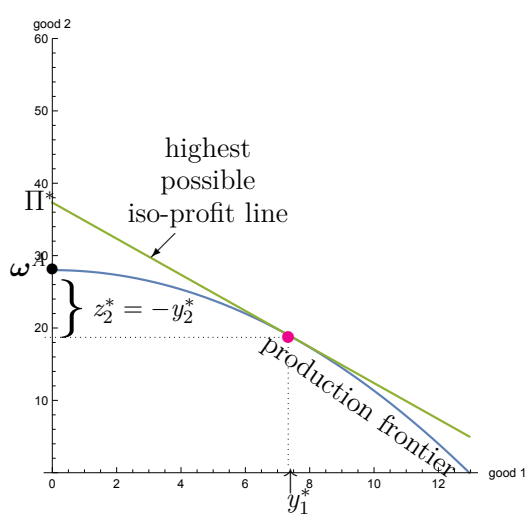 good 2
60
50
40
Π*
highest
possible
iso-profit line
30
ωᴬ
z₂* = −y₂*
20
production frontier
10
0
2
4
6
8
10
12
good 1
y₁*